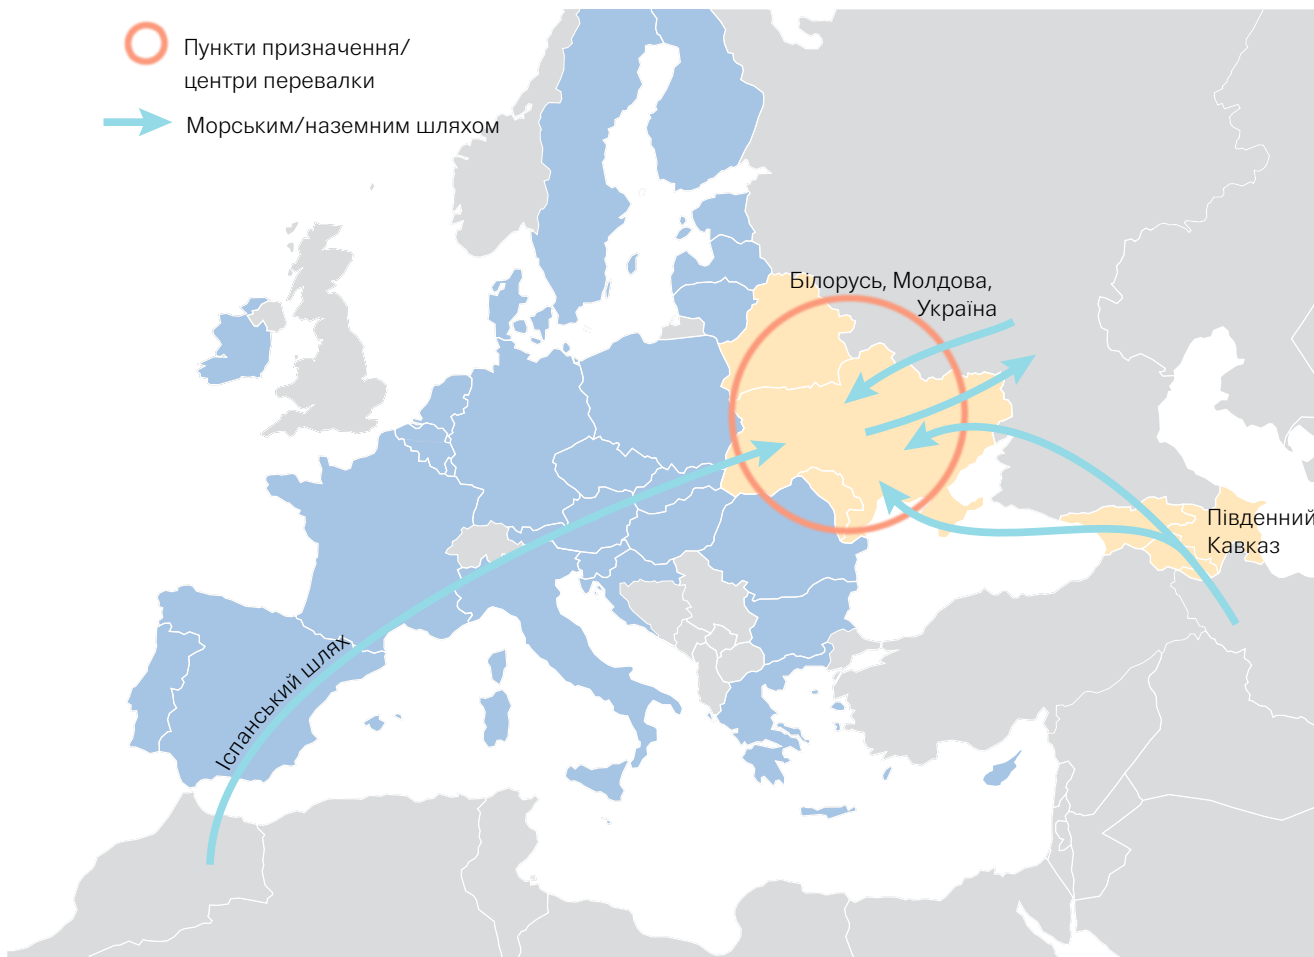 Пункти призначення/
центри перевалки
Морським/наземним шляхом
Білорусь, Молдова,
Україна
Південний
Кавказ
Іспанський шлях